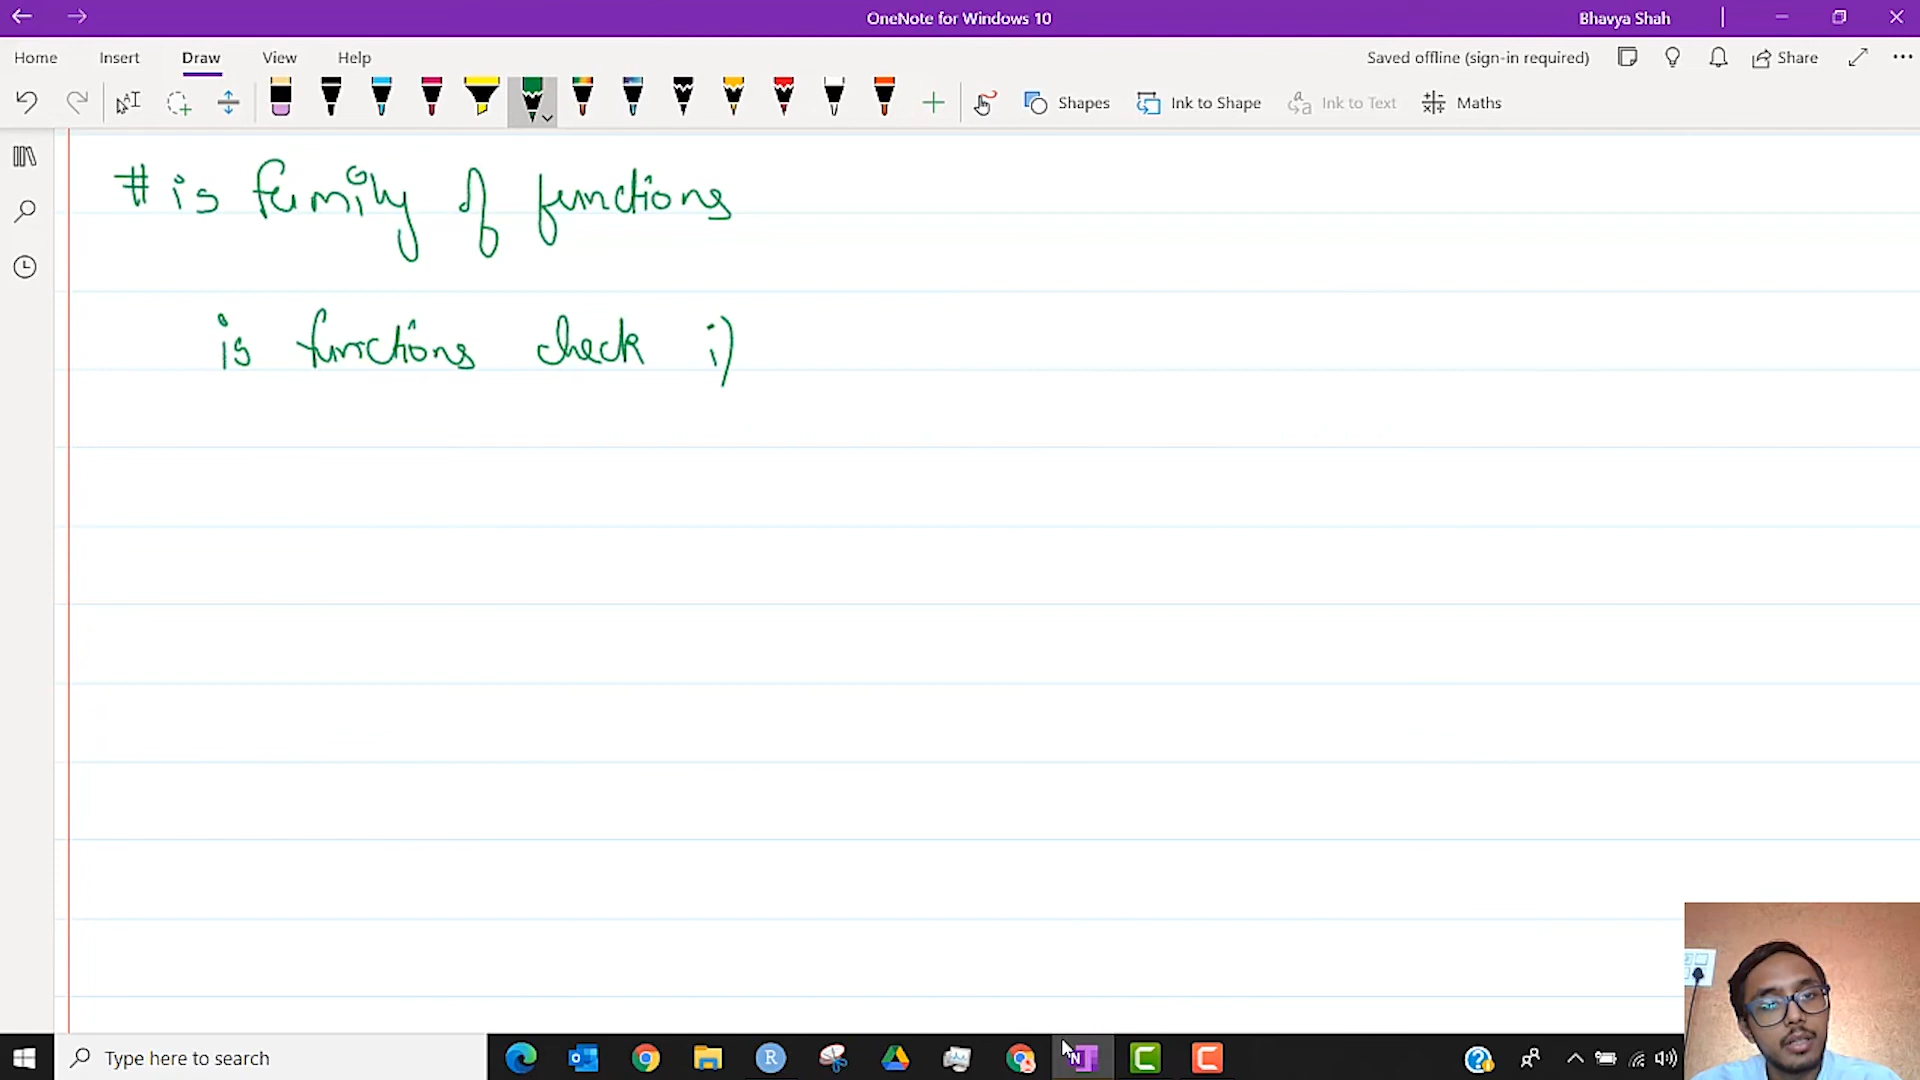 OneNote for Windows 10
Bhavya Shah
Home Insert Draw View Help
Saved offline (sign-in required)
Share
Shapes
Ink to Shape
Ink to Text
Maths
# is family of functions
is functions check i)
Type here to search